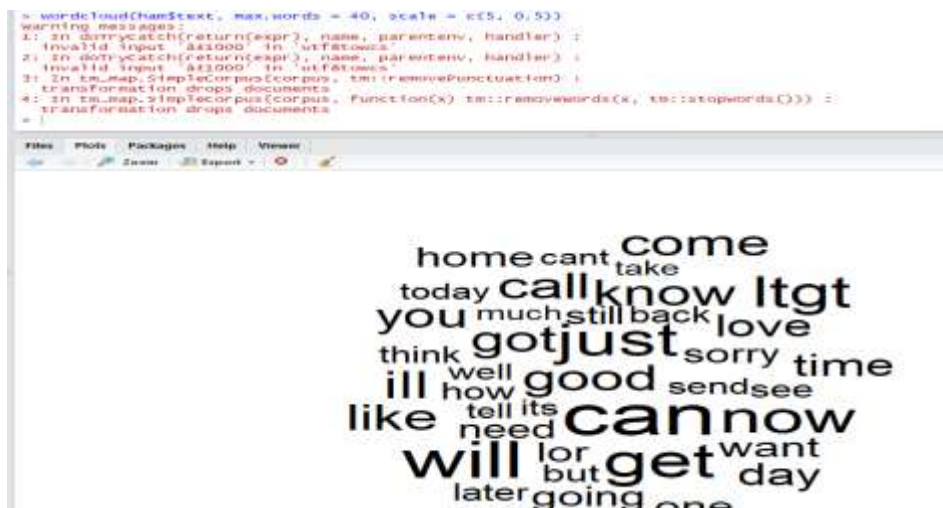 > wordcloud(ham$text, max.words = 40, scale = c(5, 0.5))
Warning messages:
1: In doTryCatch(return(expr), name, parentenv, handler) :
invalid input in 'utf8towcs'
2: In doTryCatch(return(expr), name, parentenv, handler) :
invalid input in 'utf8towcs'
3: In tm_map.SimpleCorpus(corpus, tm::removePunctuation) :
transformation drops documents
4: In tm_map.SimpleCorpus(corpus, function(x) tm::removeWords(x, tm::stopwords())) :
transformation drops documents
>
Files Plots Packages Help Viewer
Zoom Export
home cant come
take
today call know ltgt
you much still back love
think got just sorry time
ill well how good send see
like tell its can now
need
will lor get want
but day
later going one